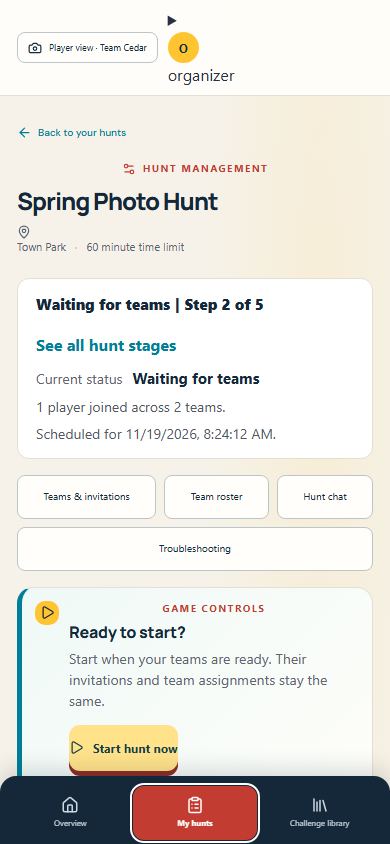 Player view · Team Cedar
O
organizer
Back to your hunts
HUNT MANAGEMENT
Spring Photo Hunt
Town Park · 60 minute time limit
Waiting for teams | Step 2 of 5
See all hunt stages
Current status Waiting for teams
1 player joined across 2 teams.
Scheduled for 11/19/2026, 8:24:12 AM.
Teams & invitations
Team roster
Hunt chat
Troubleshooting
GAME CONTROLS
Ready to start?
Start when your teams are ready. Their
invitations and team assignments stay the
same.
Start hunt now
Overview
My hunts
Challenge library